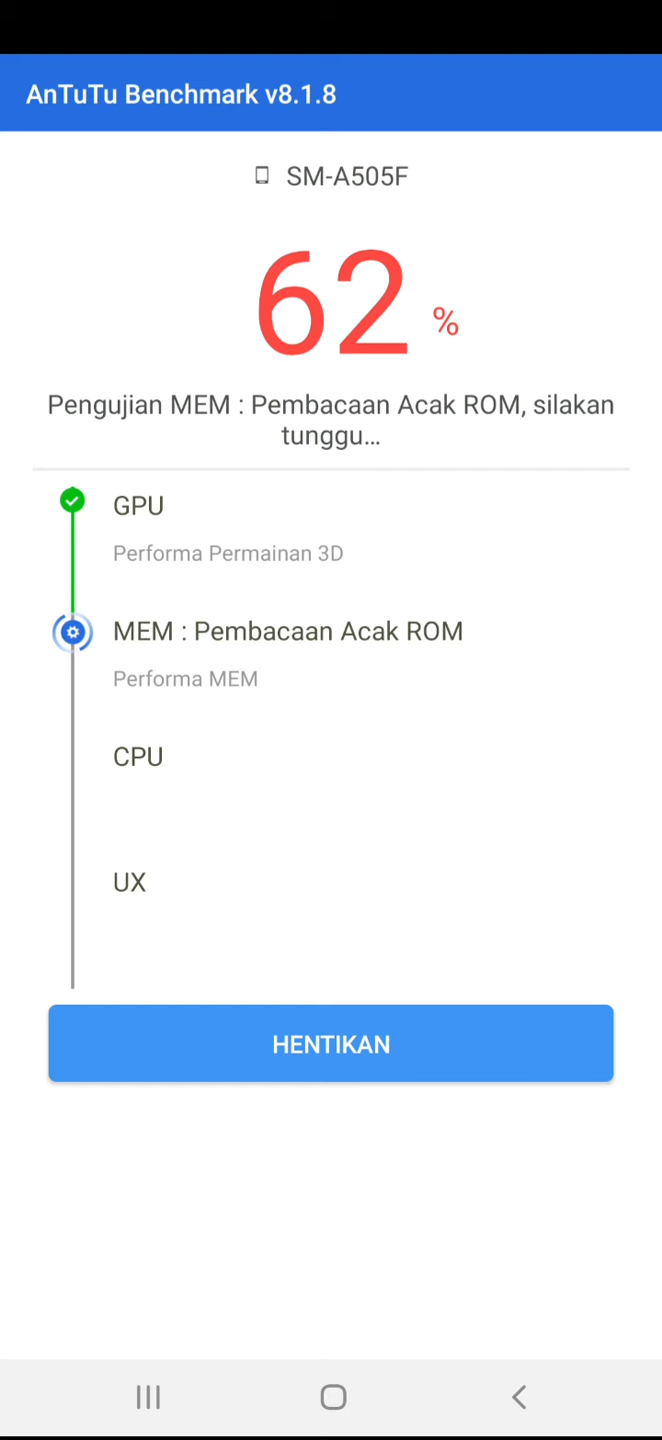 AnTuTu Benchmark v8.1.8
SM-A505F
62 %
Pengujian MEM : Pembacaan Acak ROM, silakan
tunggu...
GPU
Performa Permainan 3D
MEM : Pembacaan Acak ROM
Performa MEM
CPU
UX
HENTIKAN